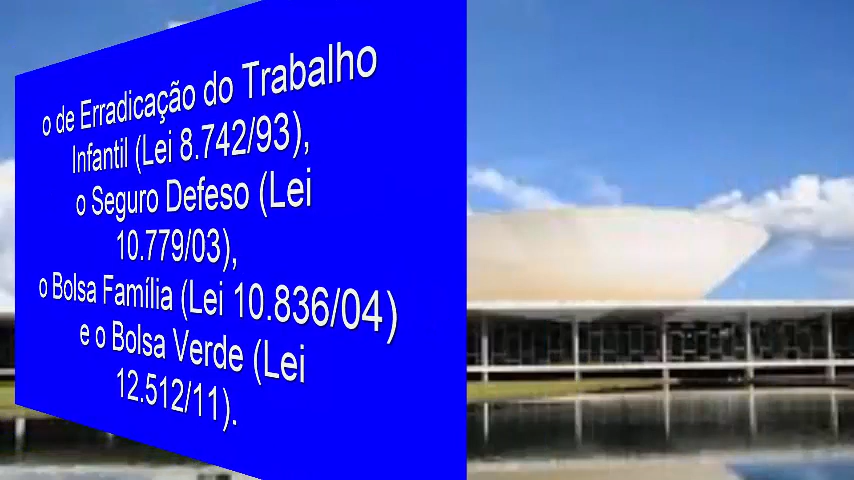 o de Erradicação do Trabalho
Infantil (Lei 8.742/93),
o Seguro Defeso (Lei
10.779/03),
o Bolsa Família (Lei 10.836/04)
e o Bolsa Verde (Lei
12.512/11).